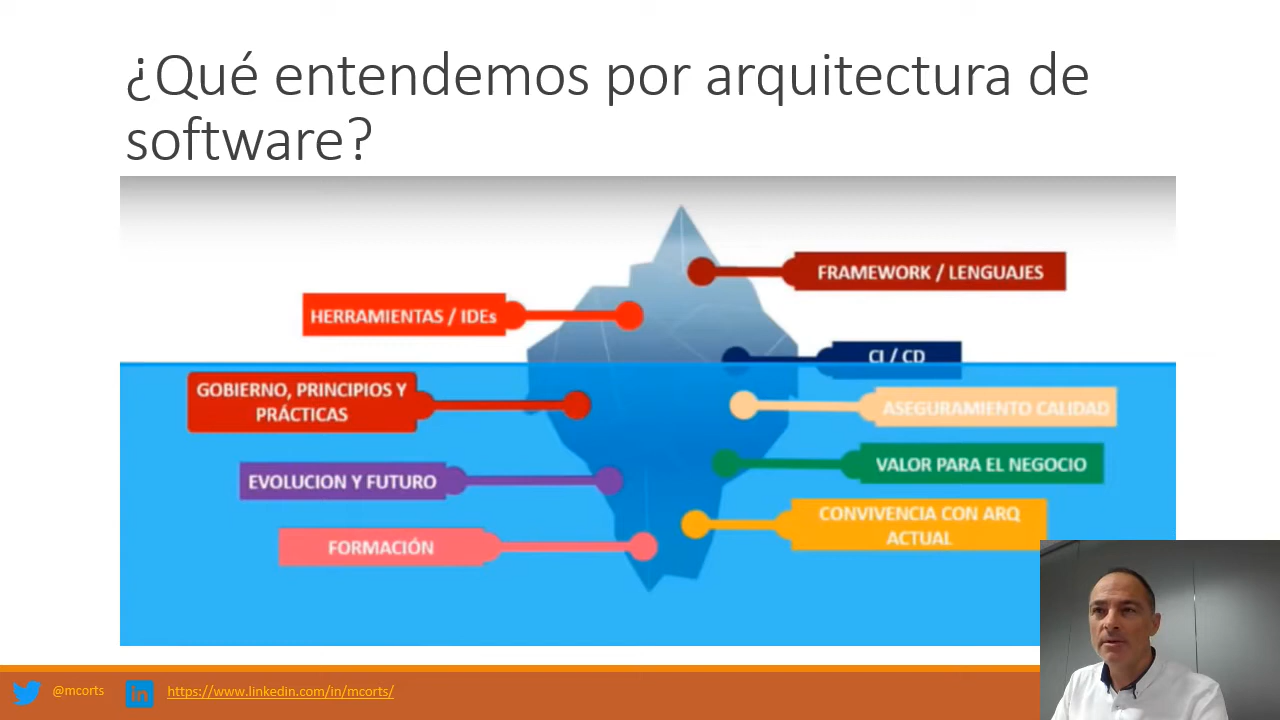 ¿Qué entendemos por arquitectura de
software?
FRAMEWORK / LENGUAJES
HERRAMIENTAS / IDEs
CI / CD
GOBIERNO, PRINCIPIOS Y
PRÁCTICAS
ASEGURAMIENTO CALIDAD
VALOR PARA EL NEGOCIO
EVOLUCION Y FUTURO
CONVIVENCIA CON ARQ
ACTUAL
FORMACIÓN
@mcorts
in
https://www.linkedin.com/in/mcorts/